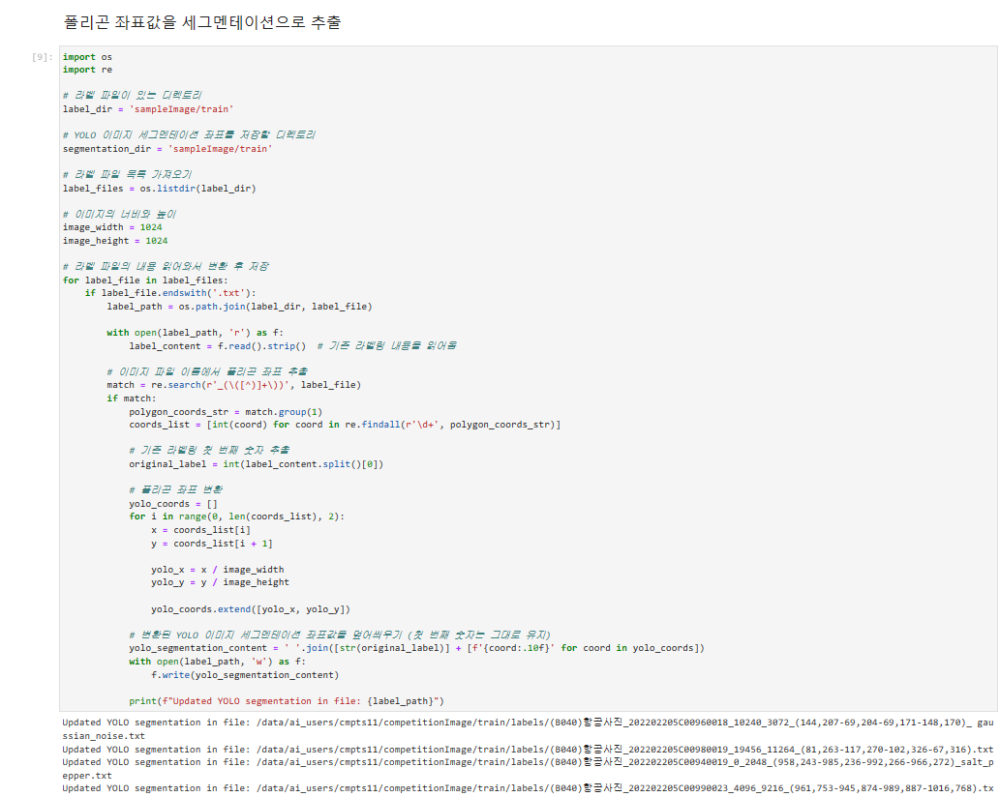 폴리곤 좌표값을 세그멘테이션으로 추출
[9]:
import os
import re
# 라벨 파일이 있는 디렉토리
label_dir = 'sampleImage/train'
# YOLO 이미지 세그멘테이션 좌표를 저장할 디렉토리
segmentation_dir = 'sampleImage/train'
# 라벨 파일 목록 가져오기
label_files = os.listdir(label_dir)
# 이미지의 너비와 높이
image_width = 1024
image_height = 1024
# 라벨 파일의 내용 읽어와서 변환 후 저장
for label_file in label_files:
    if label_file.endswith('.txt'):
        label_path = os.path.join(label_dir, label_file)
        with open(label_path, 'r') as f:
            label_content = f.read().strip()  # 기존 라벨링 내용을 읽어옴
        # 이미지 파일 이름에서 폴리곤 좌표 추출
        match = re.search(r'_(\([^)]+\))', label_file)
        if match:
            polygon_coords_str = match.group(1)
            coords_list = [int(coord) for coord in re.findall(r'\d+', polygon_coords_str)]
            # 기존 라벨링 첫 번째 숫자 추출
            original_label = int(label_content.split()[0])
            # 폴리곤 좌표 변환
            yolo_coords = []
            for i in range(0, len(coords_list), 2):
                x = coords_list[i]
                y = coords_list[i + 1]
                yolo_x = x / image_width
                yolo_y = y / image_height
                yolo_coords.extend([yolo_x, yolo_y])
            # 변환된 YOLO 이미지 세그멘테이션 좌표값을 덮어씌우기 (첫 번째 숫자는 그대로 유지)
            yolo_segmentation_content = ' '.join([str(original_label)] + [f'{coord:.10f}' for coord in yolo_coords])
            with open(label_path, 'w') as f:
                f.write(yolo_segmentation_content)
            print(f"Updated YOLO segmentation in file: {label_path}")
Updated YOLO segmentation in file: /data/ai_users/cmpts11/competitionImage/train/labels/(B040)항공사진_202202205C00960018_10240_3072_(144,207-69,204-69,171-148,170)_ gau
ssian_noise.txt
Updated YOLO segmentation in file: /data/ai_users/cmpts11/competitionImage/train/labels/(B040)항공사진_202202205C00980019_19456_11264_(81,263-117,270-102,326-67,316).txt
Updated YOLO segmentation in file: /data/ai_users/cmpts11/competitionImage/train/labels/(B040)항공사진_202202205C00940019_0_2048_(958,243-985,236-992,266-966,272)_salt_p
epper.txt
Updated YOLO segmentation in file: /data/ai_users/cmpts11/competitionImage/train/labels/(B040)항공사진_202202205C00990023_4096_9216_(961,753-945,874-989,887-1016,768).tx